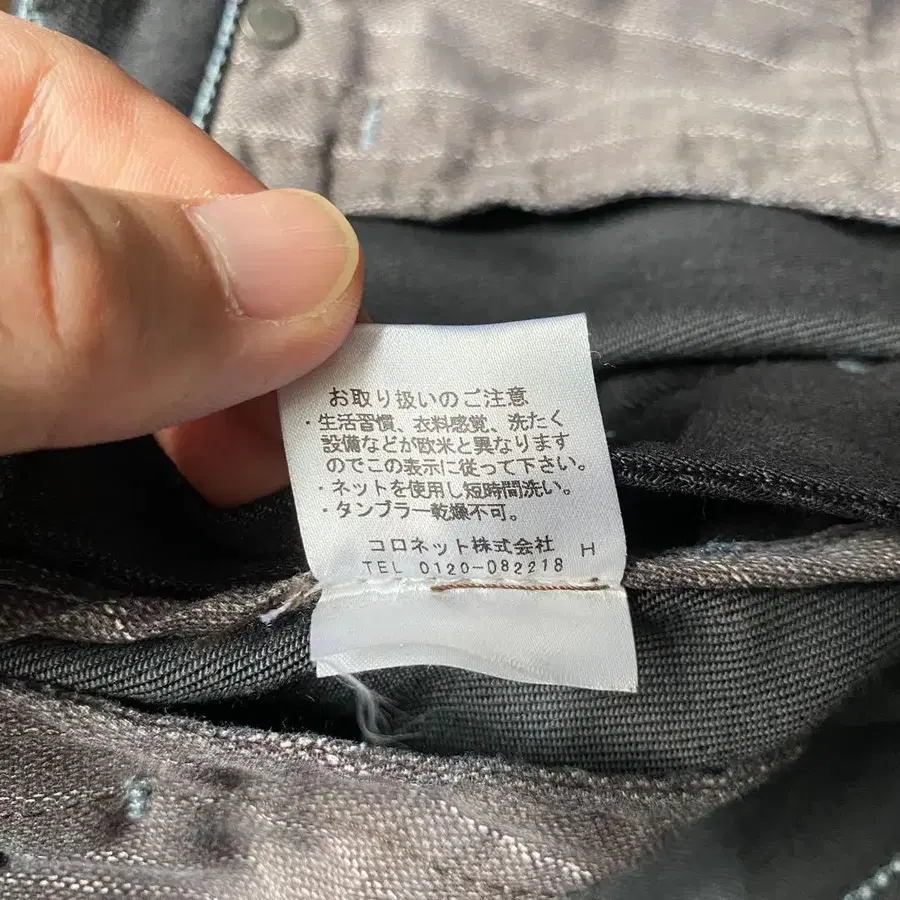 お取り扱いのご注意
・生活習慣、衣料感覚、洗たく
設備などが欧米と異なります
のでこの表示に従って下さい。
・ネットを使用し短時間洗い。
・タンブラー乾燥不可。
コロネット株式会社 H
TEL 0120-082218